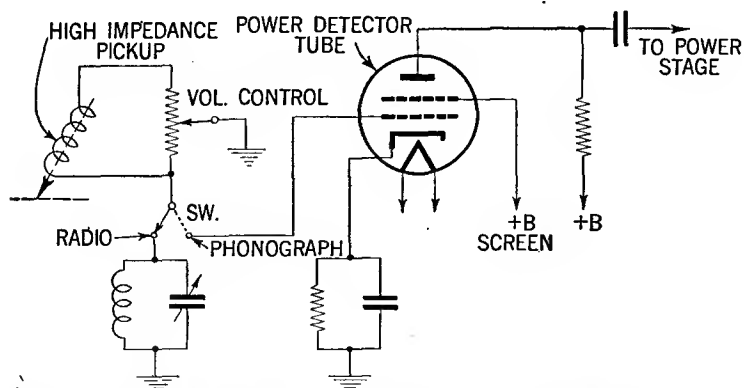 HIGH IMPEDANCE
PICKUP
POWER DETECTOR
TUBE
TO POWER
STAGE
VOL. CONTROL
SW.
RADIO
PHONOGRAPH
+B
SCREEN
+B